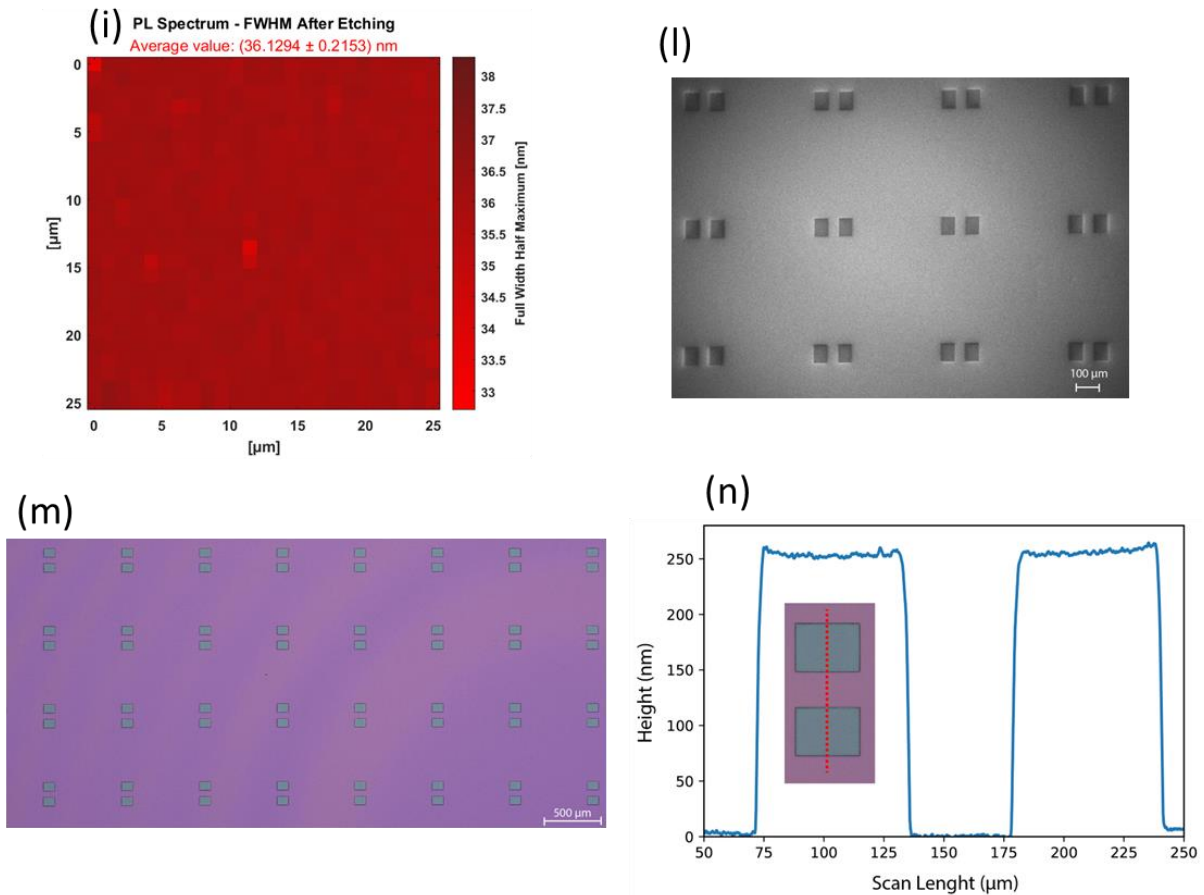 (i)
PL Spectrum - FWHM After Etching
Average value: (36.1294 ± 0.2153) nm
0
5
10
15
20
25
[µm]
0
5
10
15
20
25
[µm]
38
37.5
37
36.5
36
35.5
35
34.5
34
33.5
33
Full Width Half Maximum [nm]
(l)
100 µm
(m)
500 µm
(n)
250
200
150
100
50
0
Height (nm)
50
75
100
125
150
175
200
225
250
Scan Lenght (µm)